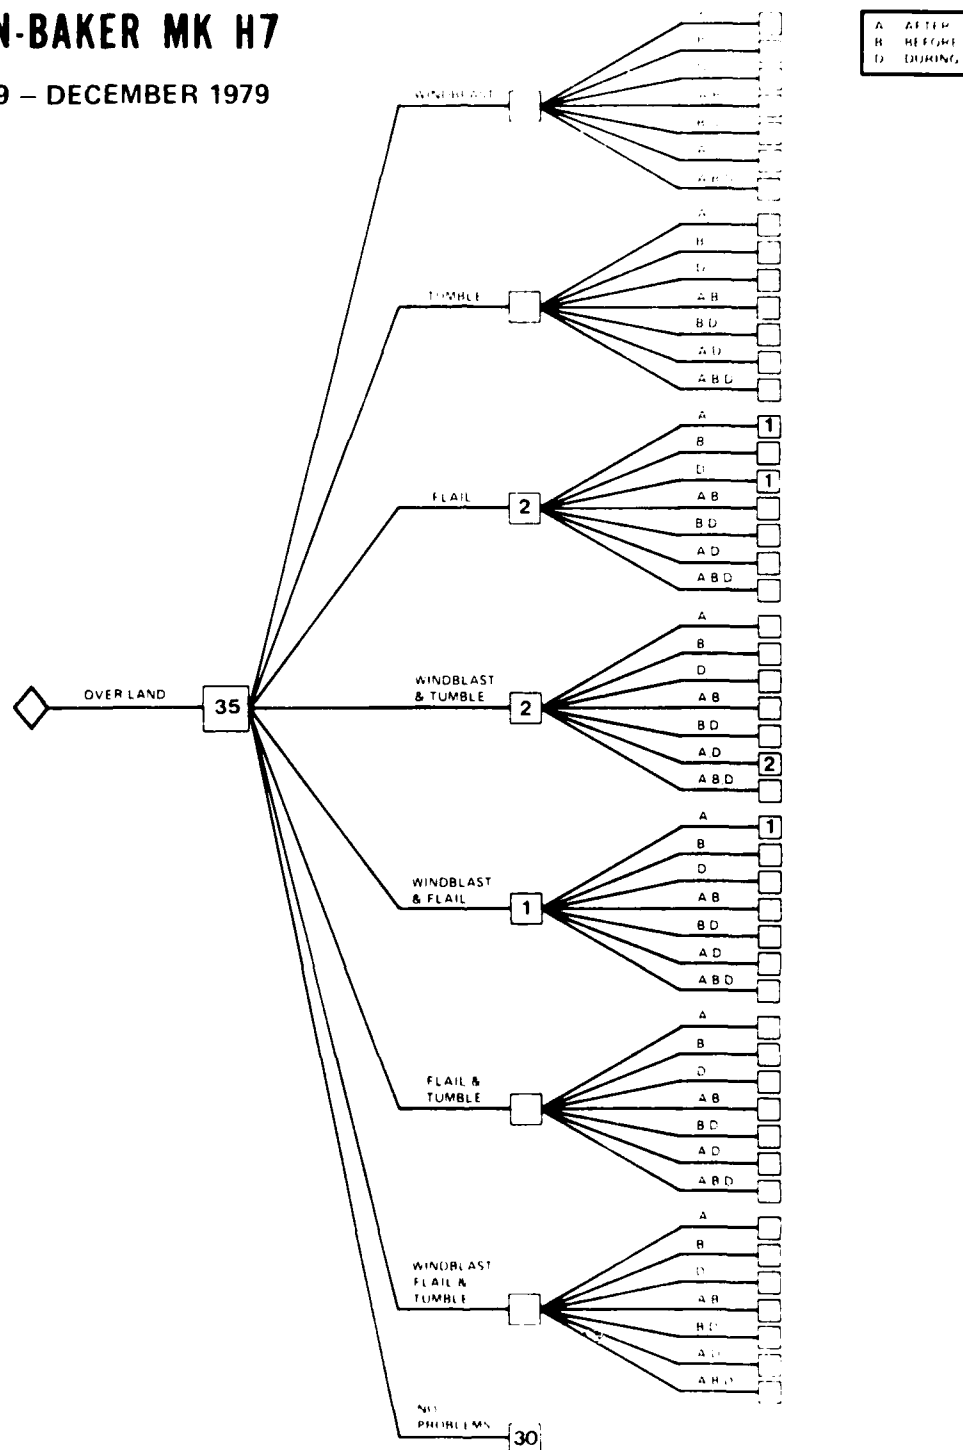 N-BAKER MK H7
9 – DECEMBER 1979
A AFTER
B BEFORE
D DURING
WINDBLAST
A
B
D
A B
B D
A
A B D
TUMBLE
A
B
D
A B
B D
A D
A B D
FLAIL
2
A 1
B
D 1
A B
B D
A D
A B D
OVER LAND
35
WINDBLAST
& TUMBLE
2
A
B
D
A B
B D
A D 2
A B D
WINDBLAST
& FLAIL
1
A 1
B
D
A B
B D
A D
A B D
FLAIL &
TUMBLE
A
B
D
A B
B D
A D
A B D
WINDBLAST
FLAIL &
TUMBLE
A
B
D
A B
B D
A D
A B D
NO
PROBLEMS
30